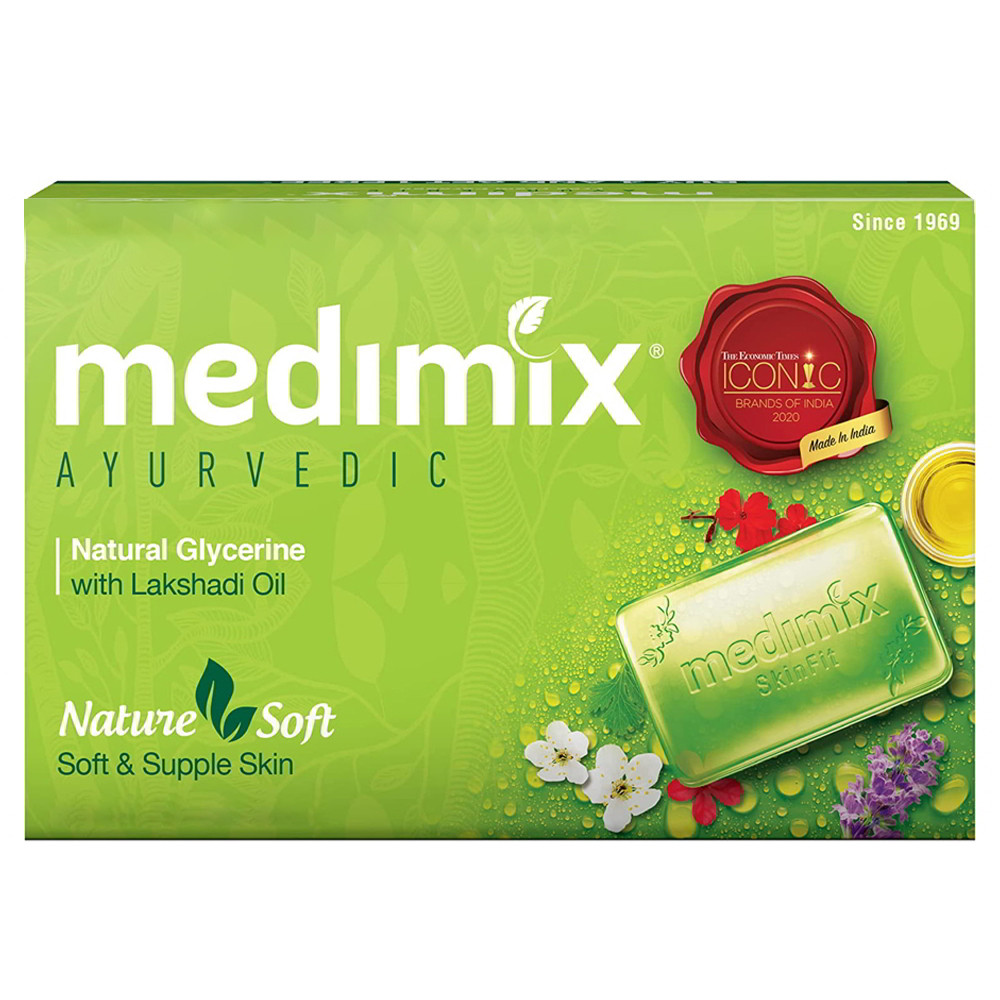 Since 1969
medimix®
AYURVEDIC
THE ECONOMIC TIMES
ICONIC
BRANDS OF INDIA
2020
Made In India
Natural Glycerine
with Lakshadi Oil
medimix
SkinFit
Nature Soft
Soft & Supple Skin